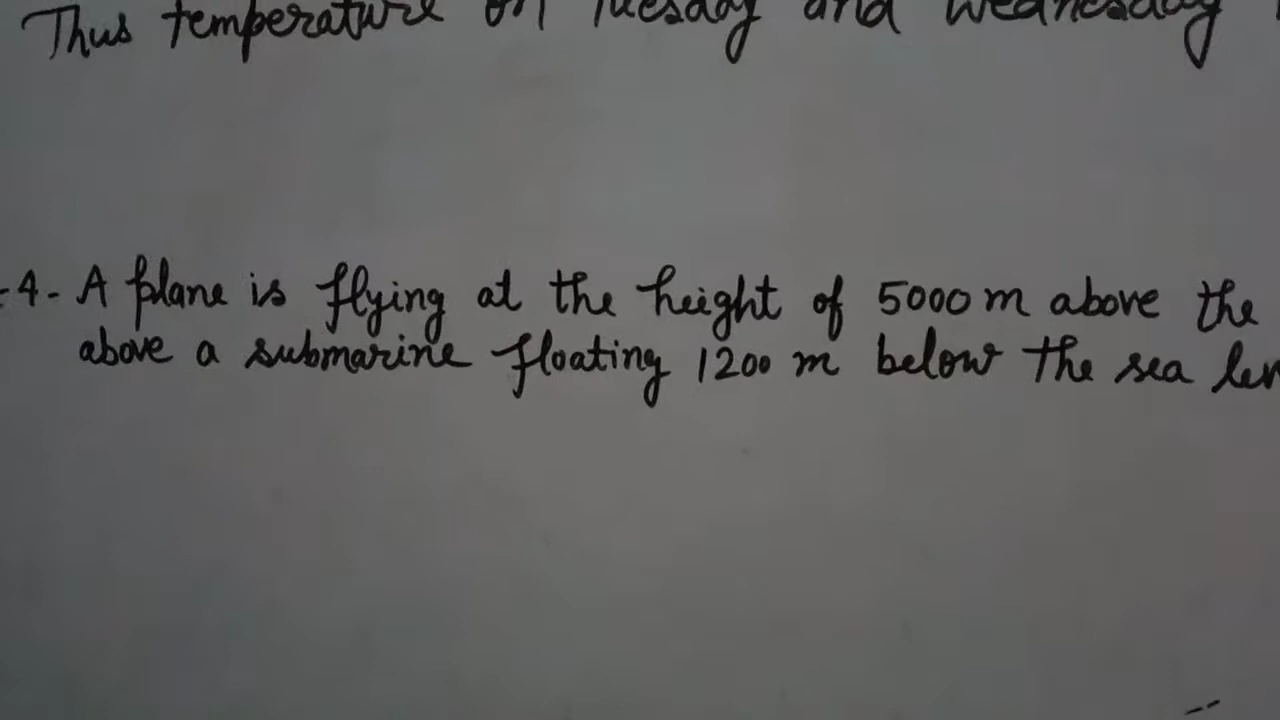 Thus temperature on Tuesday and Wednesday
-4- A plane is flying at the height of 5000 m above the
above a submarine floating 1200 m below the sea